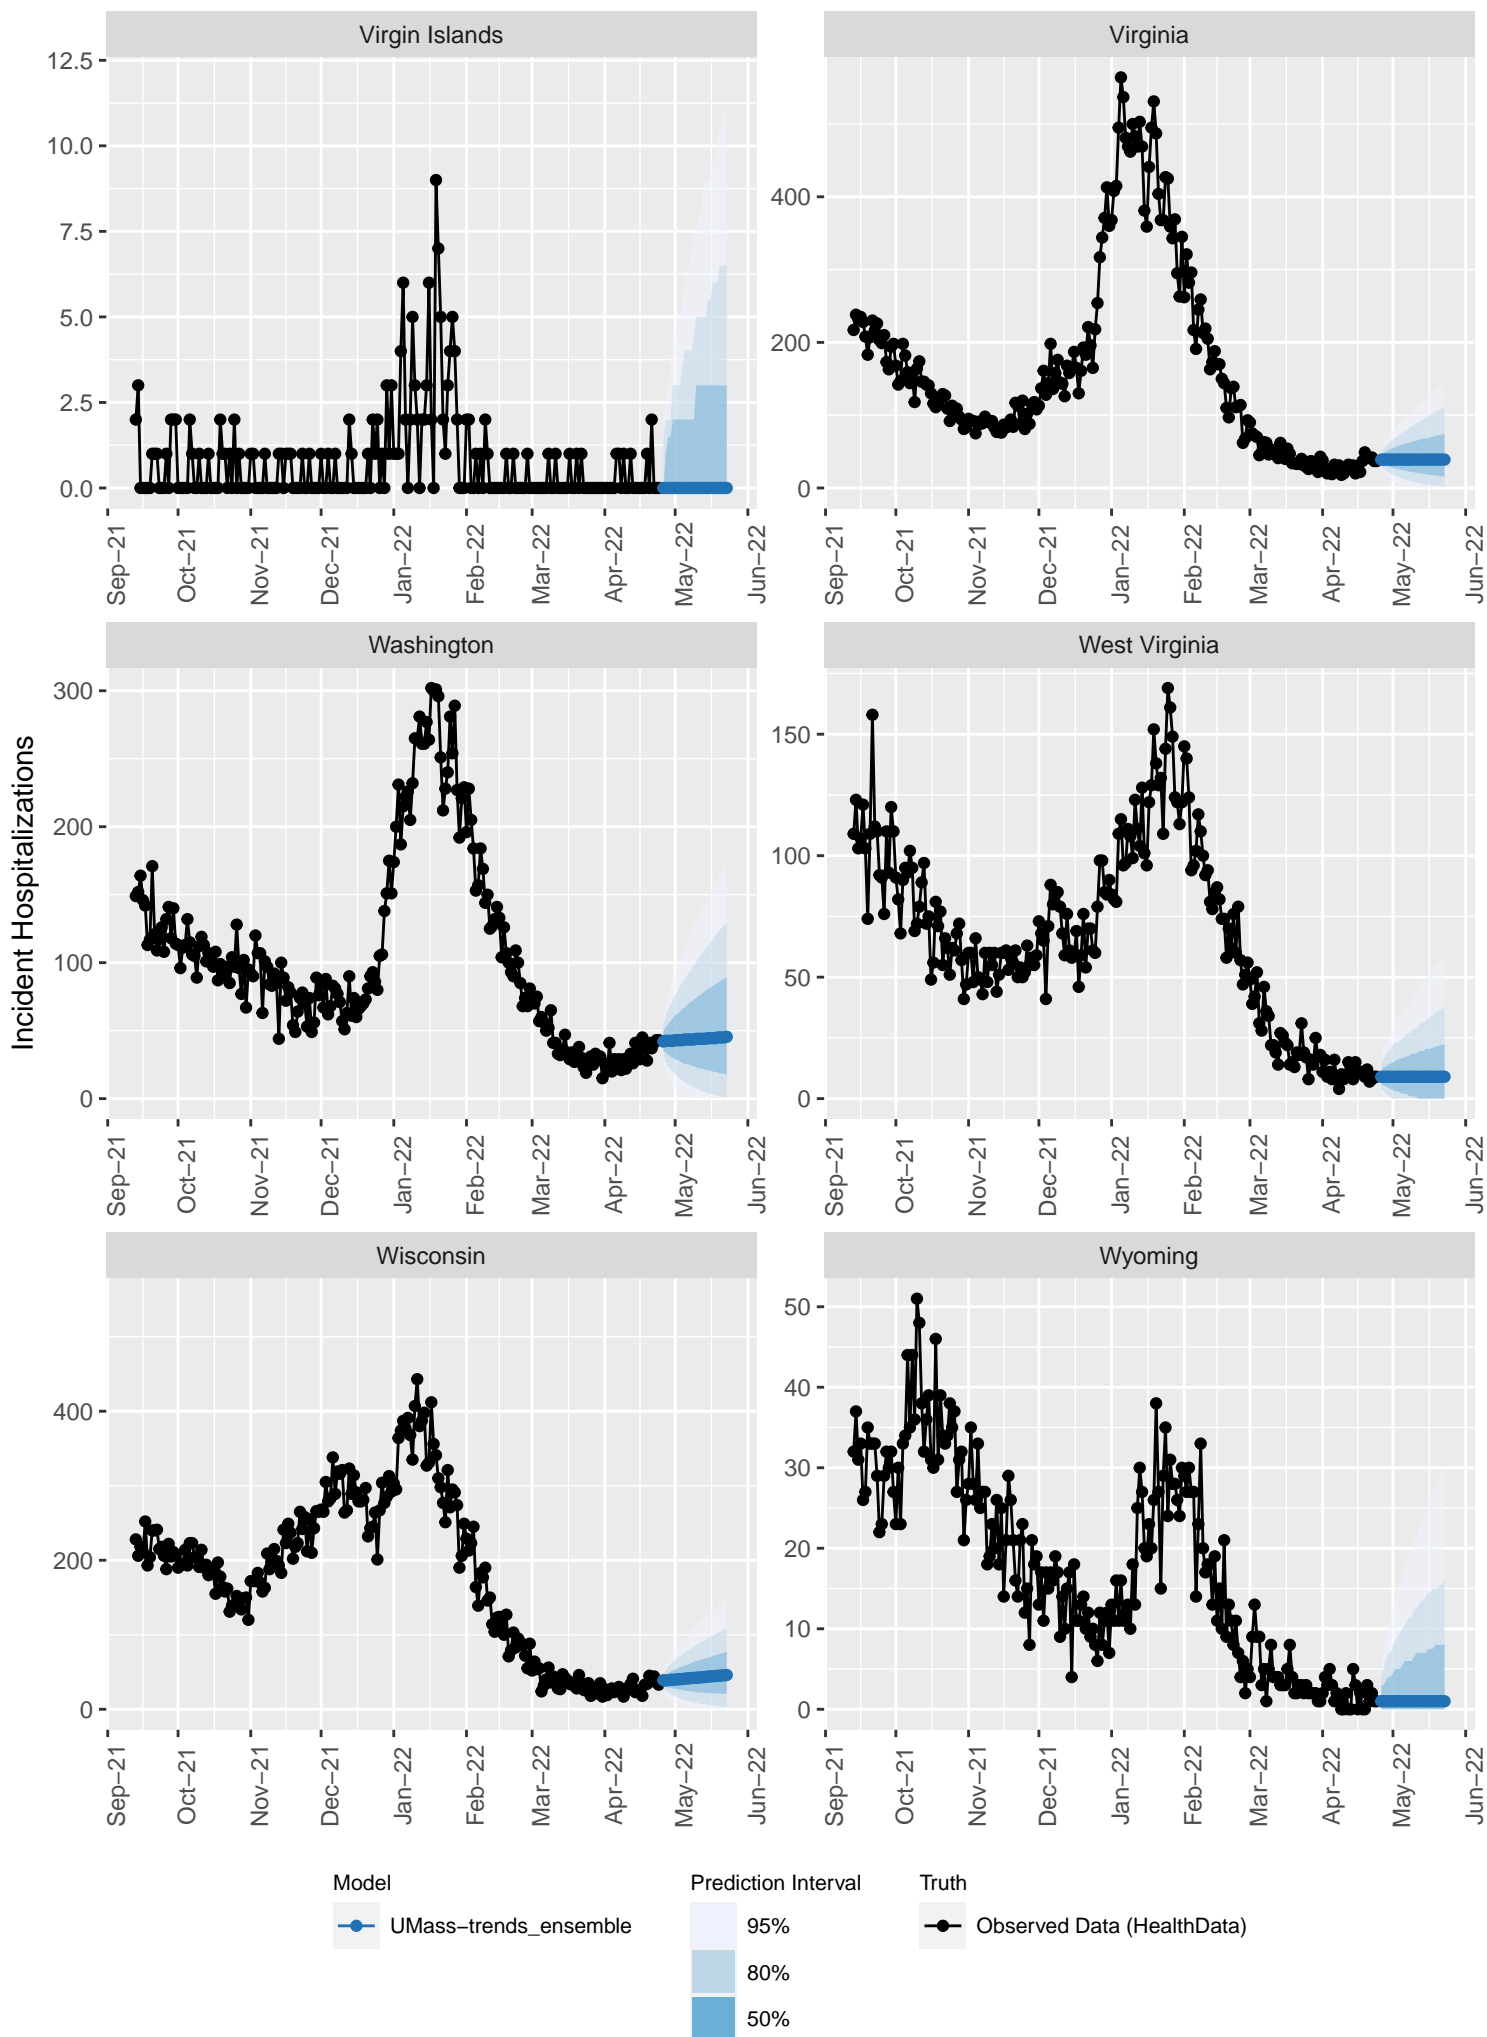 Virgin Islands
Virginia
12.5
10.0
7.5
5.0
2.5
0.0
400
200
0
Sep−21
Oct−21
Nov−21
Dec−21
Jan−22
Feb−22
Mar−22
Apr−22
May−22
Jun−22
Sep−21
Oct−21
Nov−21
Dec−21
Jan−22
Feb−22
Mar−22
Apr−22
May−22
Jun−22
Incident Hospitalizations
Washington
West Virginia
300
200
100
0
150
100
50
0
Sep−21
Oct−21
Nov−21
Dec−21
Jan−22
Feb−22
Mar−22
Apr−22
May−22
Jun−22
Sep−21
Oct−21
Nov−21
Dec−21
Jan−22
Feb−22
Mar−22
Apr−22
May−22
Jun−22
Wisconsin
Wyoming
400
200
0
50
40
30
20
10
0
Sep−21
Oct−21
Nov−21
Dec−21
Jan−22
Feb−22
Mar−22
Apr−22
May−22
Jun−22
Sep−21
Oct−21
Nov−21
Dec−21
Jan−22
Feb−22
Mar−22
Apr−22
May−22
Jun−22
Model
UMass−trends_ensemble
Prediction Interval
95%
80%
50%
Truth
Observed Data (HealthData)